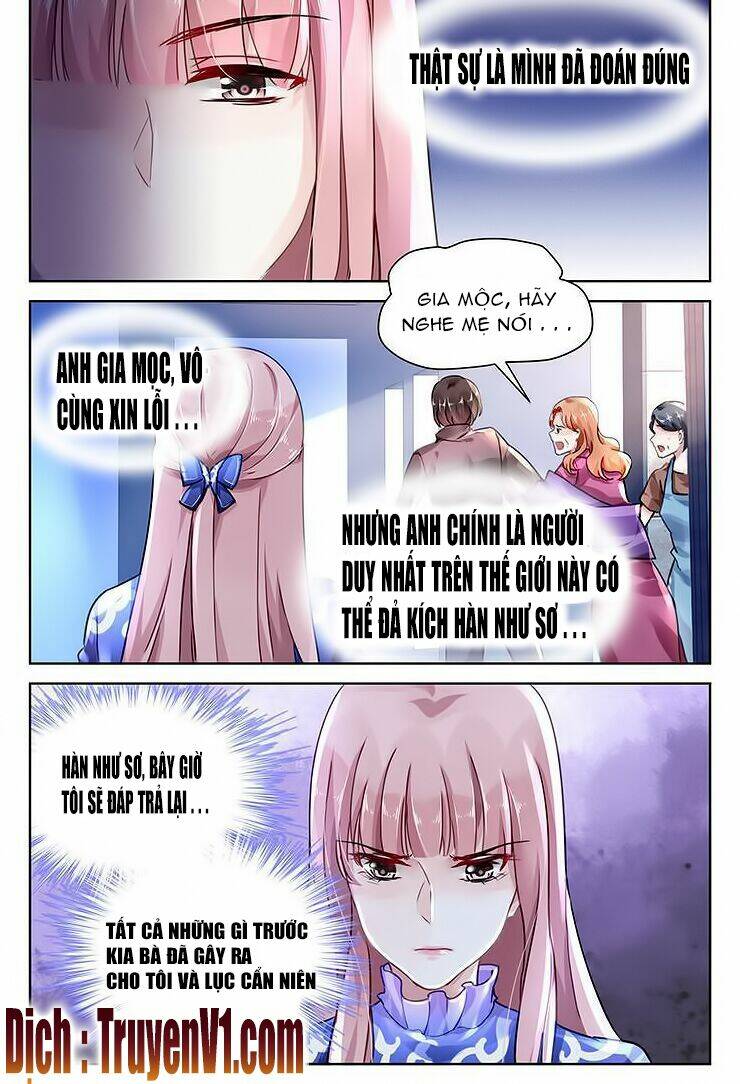 THẬT SỰ LÀ MÌNH ĐÃ ĐOÁN ĐÚNG
GIA MỘC, HÃY
NGHE MẸ NÓI . . .
ANH GIA MỌC, VÔ
CÙNG XIN LỖI . . .
NHƯNG ANH CHÍNH LÀ NGƯỜI
DUY NHẤT TRÊN THẾ GIỚI NÀY CÓ
THỂ ĐẢ KÍCH HÀN NHƯ SƠ . . .
HÀN NHƯ SƠ, BÂY GIỜ
TÔI SẼ ĐÁP TRẢ LẠI . . .
TẤT CẢ NHỮNG GÌ TRƯỚC
KIA BÀ ĐÃ GÂY RA
CHO TÔI VÀ LỤC CẨN NIÊN
Dịch : TruyenV1.com